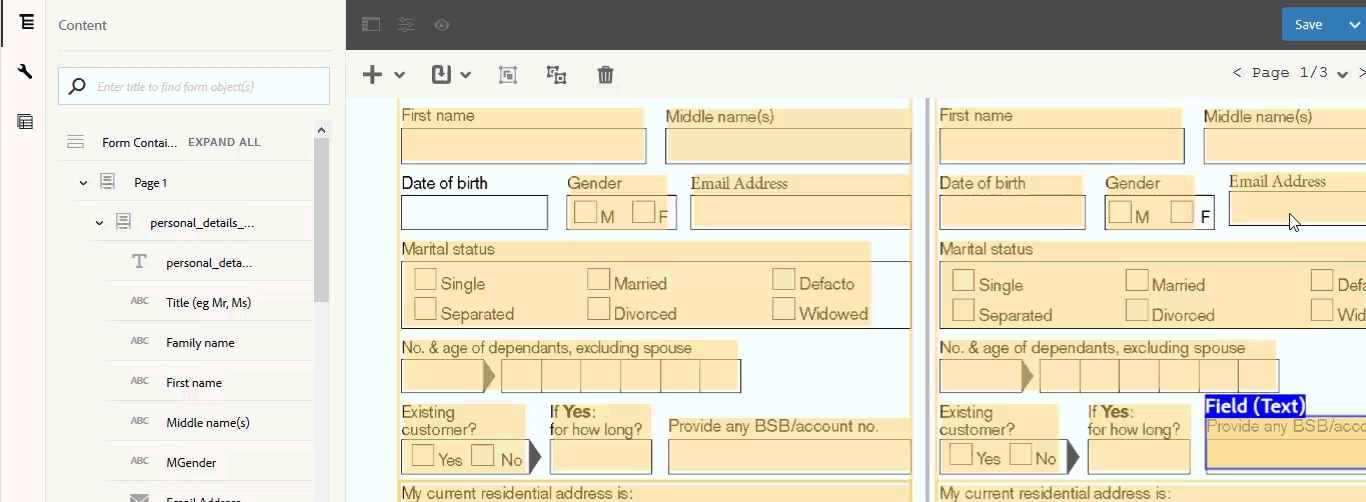 Content
Save
Enter title to find form object(s)
< Page 1/3
Form Contai... EXPAND ALL
Page 1
personal_details_...
personal_deta...
ABC Title (eg Mr, Ms)
ABC Family name
ABC First name
ABC Middle name(s)
ABC MGender
Email Address
First name Middle name(s)
Date of birth Gender Email Address
M F
Marital status
Single Married Defacto
Separated Divorced Widowed
No. & age of dependants, excluding spouse
Existing customer? If Yes: for how long? Provide any BSB/account no.
Yes No
My current residential address is:
First name Middle name(s)
Date of birth Gender Email Address
M F
Marital status
Single Married Defa
Separated Divorced Wid
No. & age of dependants, excluding spouse
Field (Text)
Existing customer? If Yes: for how long? Provide any BSB/acco
Yes No
My current residential address is: